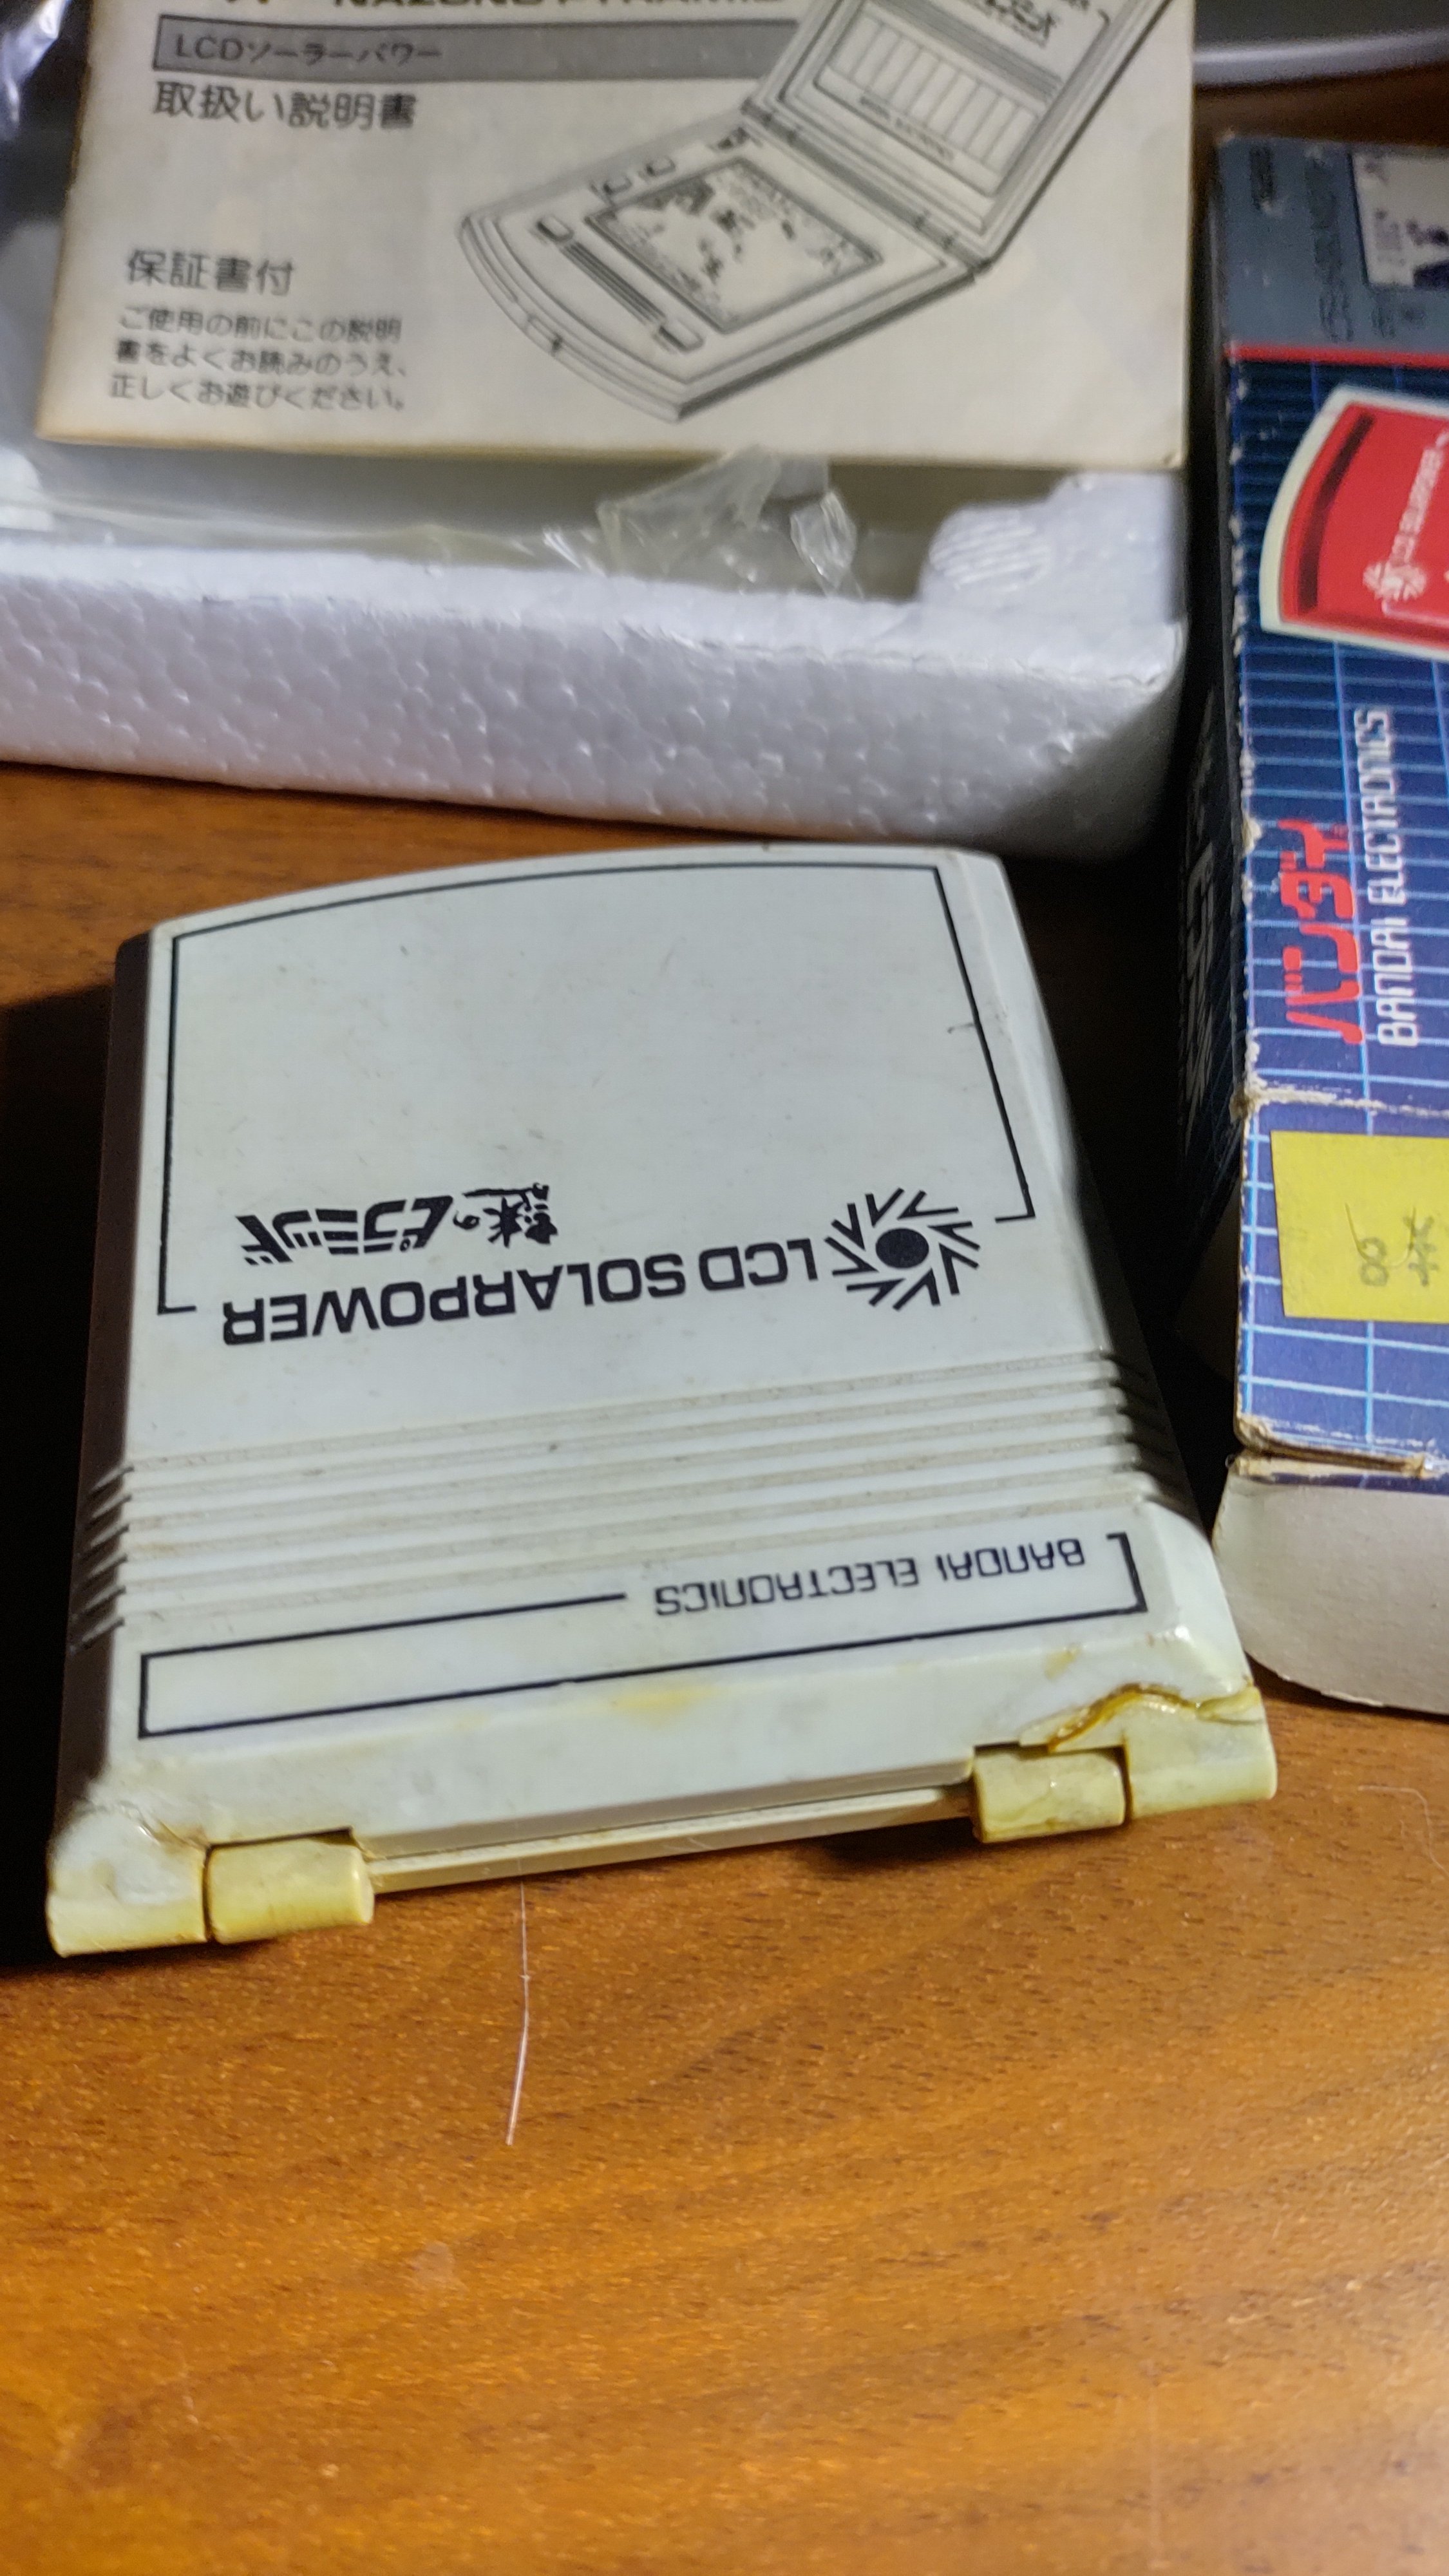 LCDソーラーパワー
取扱い説明書
保証書付
ご使用の前にこの説明
書をよくお読みのうえ、
正しくお遊びください。
LCD SOLARPOWER
謎のピラミッド
BANDAI ELECTRONICS
LCD SOLARPOWER
バンダイ
BANDAI ELECTRONICS
8